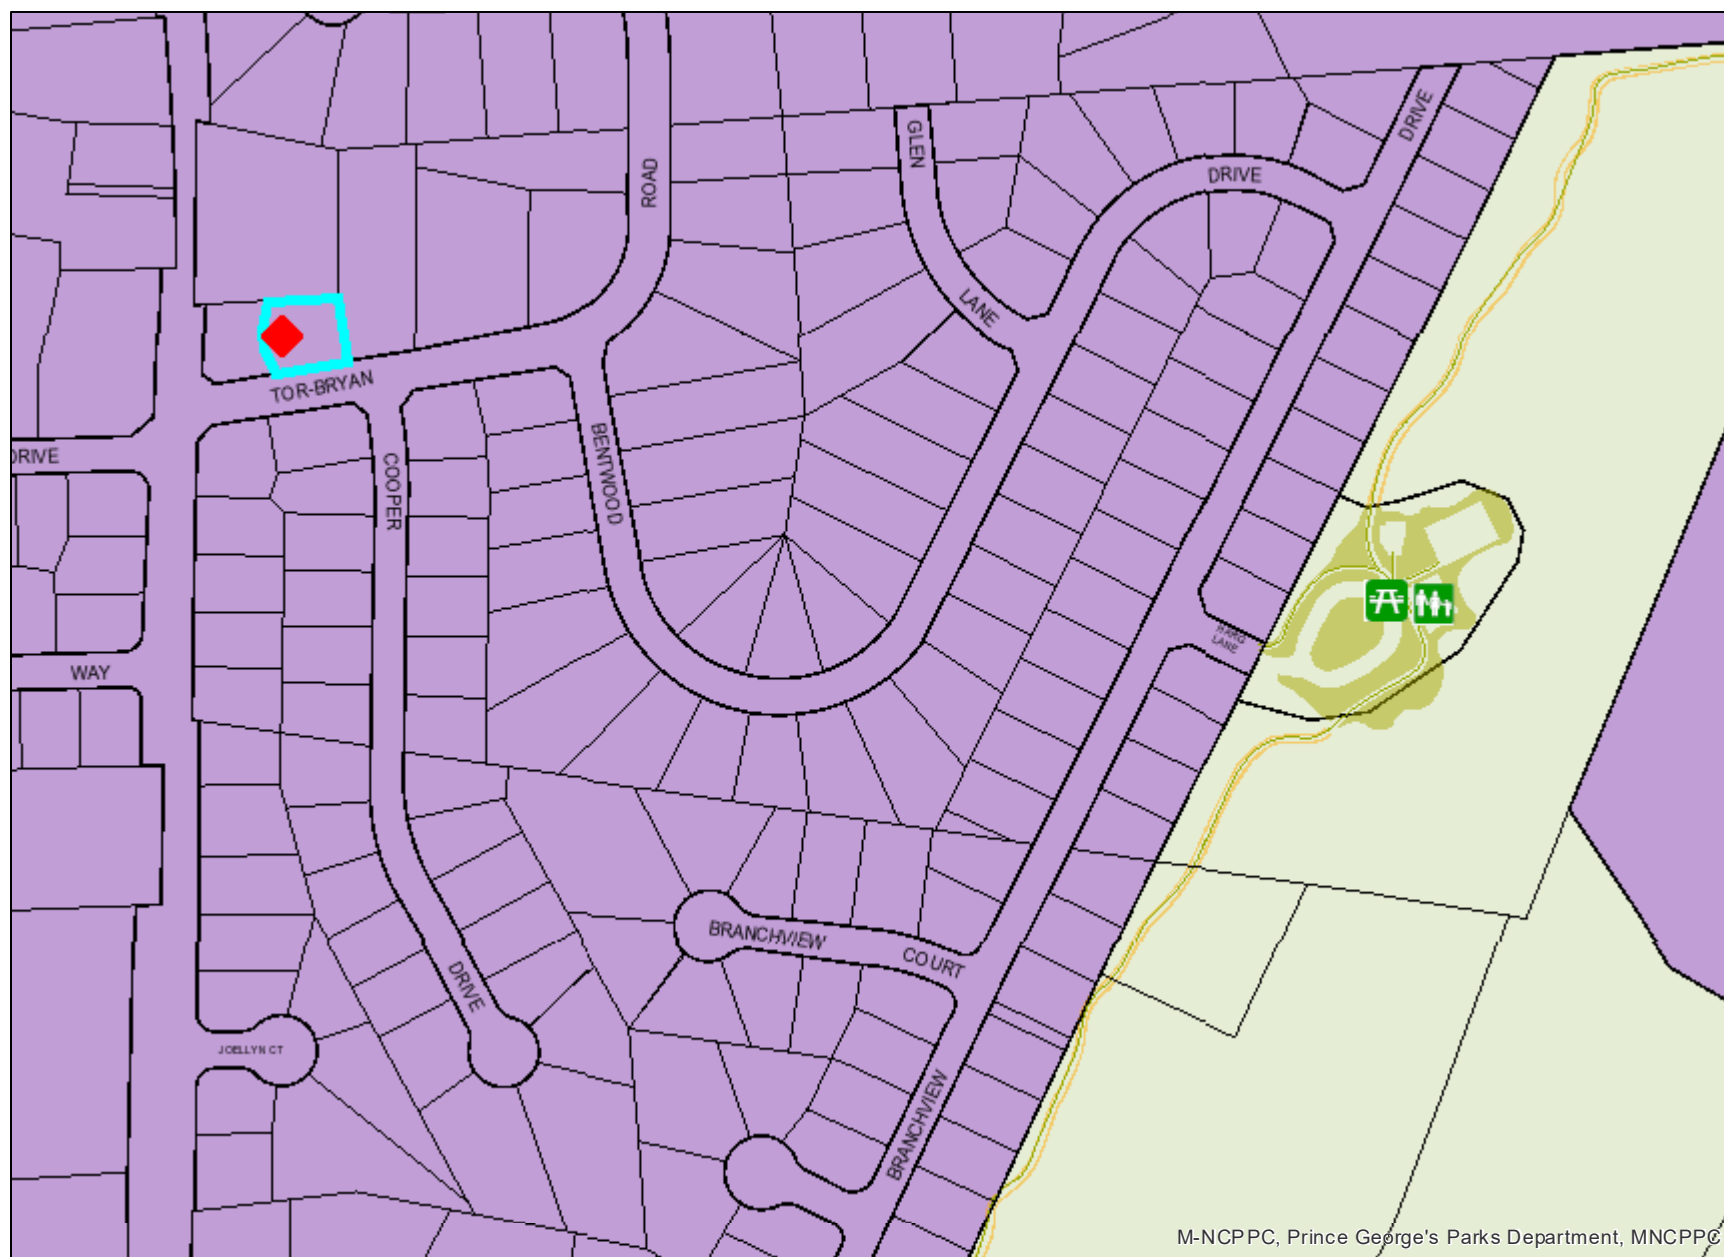 GLEN
DRIVE
DRIVE
ROAD
LANE
TOR-BRYAN
BENTWOOD
COOPER
DRIVE
LANE
WAY
BRANCHVIEW
COURT
DRIVE
JOELLYN CT
BRANCHVIEW
M-NCPPC, Prince George's Parks Department, MNCPPC